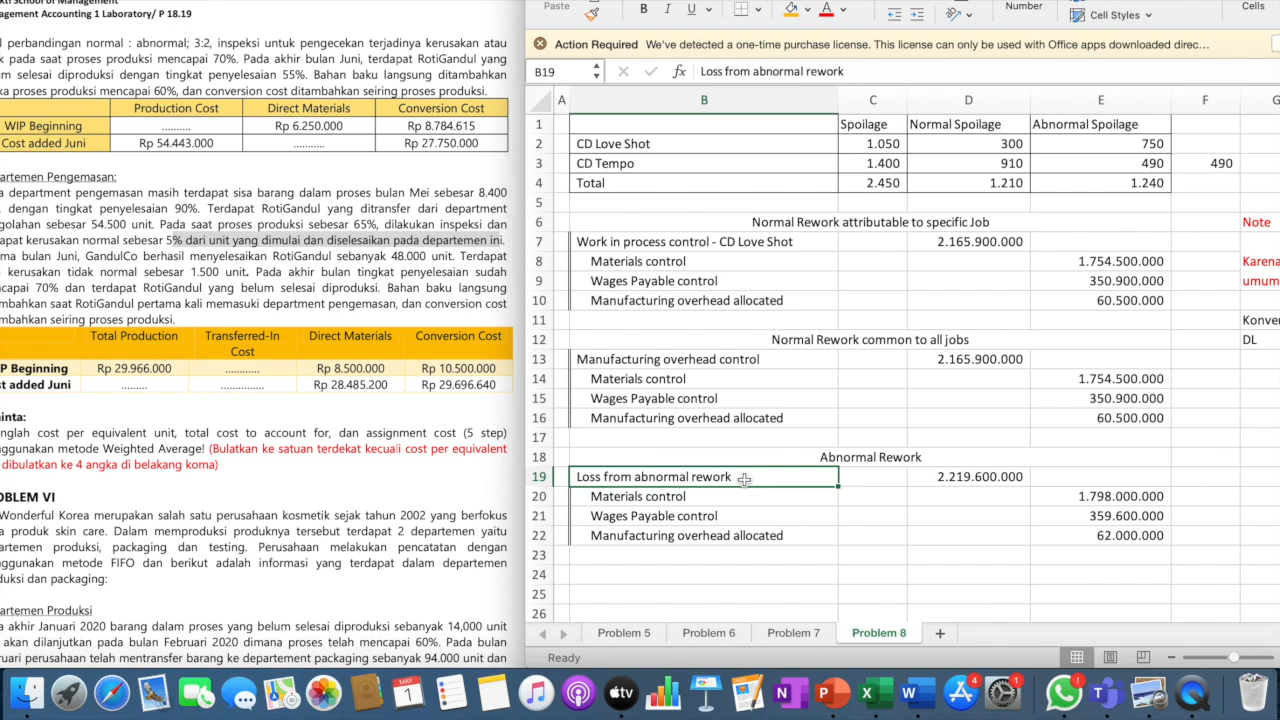 agement Accounting 1 Laboratory/ P 18.19
l perbandingan normal : abnormal; 3:2, inspeksi untuk pengecekan terjadinya kerusakan atau
k pada saat proses produksi mencapai 70%. Pada akhir bulan Juni, terdapat RotiGandul yang
um selesai diproduksi dengan tingkat penyelesaian 55%. Bahan baku langsung ditambahkan
ka proses produksi mencapai 60%, dan conversion cost ditambahkan seiring proses produksi.
Production Cost Direct Materials Conversion Cost
WIP Beginning .......... Rp 6.250.000 Rp 8.784.615
Cost added Juni Rp 54.443.000 ........... Rp 27.750.000
artemen Pengemasan:
a department pengemasan masih terdapat sisa barang dalam proses bulan Mei sebesar 8.400
dengan tingkat penyelesaian 90%. Terdapat RotiGandul yang ditransfer dari department
golahan sebesar 54.500 unit. Pada saat proses produksi sebesar 65%, dilakukan inspeksi dan
apat kerusakan normal sebesar 5% dari unit yang dimulai dan diselesaikan pada departemen ini.
ma bulan Juni, GandulCo berhasil menyelesaikan RotiGandul sebanyak 48.000 unit. Terdapat
kerusakan tidak normal sebesar 1.500 unit. Pada akhir bulan tingkat penyelesaian sudah
capai 70% dan terdapat RotiGandul yang belum selesai diproduksi. Bahan baku langsung
mbahkan saat RotiGandul pertama kali memasuki department pengemasan, dan conversion cost
mbahkan seiring proses produksi.
Total Production Transferred-In Cost Direct Materials Conversion Cost
P Beginning Rp 29.966.000 ............ Rp 8.500.000 Rp 10.500.000
t added Juni ......... ............... Rp 28.485.200 Rp 29.696.640
inta:
nglah cost per equivalent unit, total cost to account for, dan assignment cost (5 step)
ggunakan metode Weighted Average! (Bulatkan ke satuan terdekat kecuali cost per equivalent
dibulatkan ke 4 angka di belakang koma)
OBLEM VI
Wonderful Korea merupakan salah satu perusahaan kosmetik sejak tahun 2002 yang berfokus
a produk skin care. Dalam memproduksi produknya tersebut terdapat 2 departemen yaitu
artemen produksi, packaging dan testing. Perusahaan melakukan pencatatan dengan
ggunakan metode FIFO dan berikut adalah informasi yang terdapat dalam departemen
duksi dan packaging:
artemen Produksi
a akhir Januari 2020 barang dalam proses yang belum selesai diproduksi sebanyak 14,000 unit
akan dilanjutkan pada bulan Februari 2020 dimana proses telah mencapai 60%. Pada bulan
ruari perusahaan telah mentransfer barang ke departement packaging sebanyak 94.000 unit dan
Paste B I U A Number Cell Styles Cells
Action Required We've detected a one-time purchase license. This license can only be used with Office apps downloaded direc...
B19 fx Loss from abnormal rework
A B C D E F G
1 Spoilage Normal Spoilage Abnormal Spoilage
2 CD Love Shot 1.050 300 750
3 CD Tempo 1.400 910 490 490
4 Total 2.450 1.210 1.240
5
6 Normal Rework attributable to specific Job Note
7 Work in process control - CD Love Shot 2.165.900.000
8 Materials control 1.754.500.000 Karena
9 Wages Payable control 350.900.000 umum
10 Manufacturing overhead allocated 60.500.000
11 Konver
12 Normal Rework common to all jobs DL
13 Manufacturing overhead control 2.165.900.000
14 Materials control 1.754.500.000
15 Wages Payable control 350.900.000
16 Manufacturing overhead allocated 60.500.000
17
18 Abnormal Rework
19 Loss from abnormal rework 2.219.600.000
20 Materials control 1.798.000.000
21 Wages Payable control 359.600.000
22 Manufacturing overhead allocated 62.000.000
23
24
25
26
Problem 5 Problem 6 Problem 7 Problem 8 +
Ready
MAY 1 tv N P X W 4 1 1 T